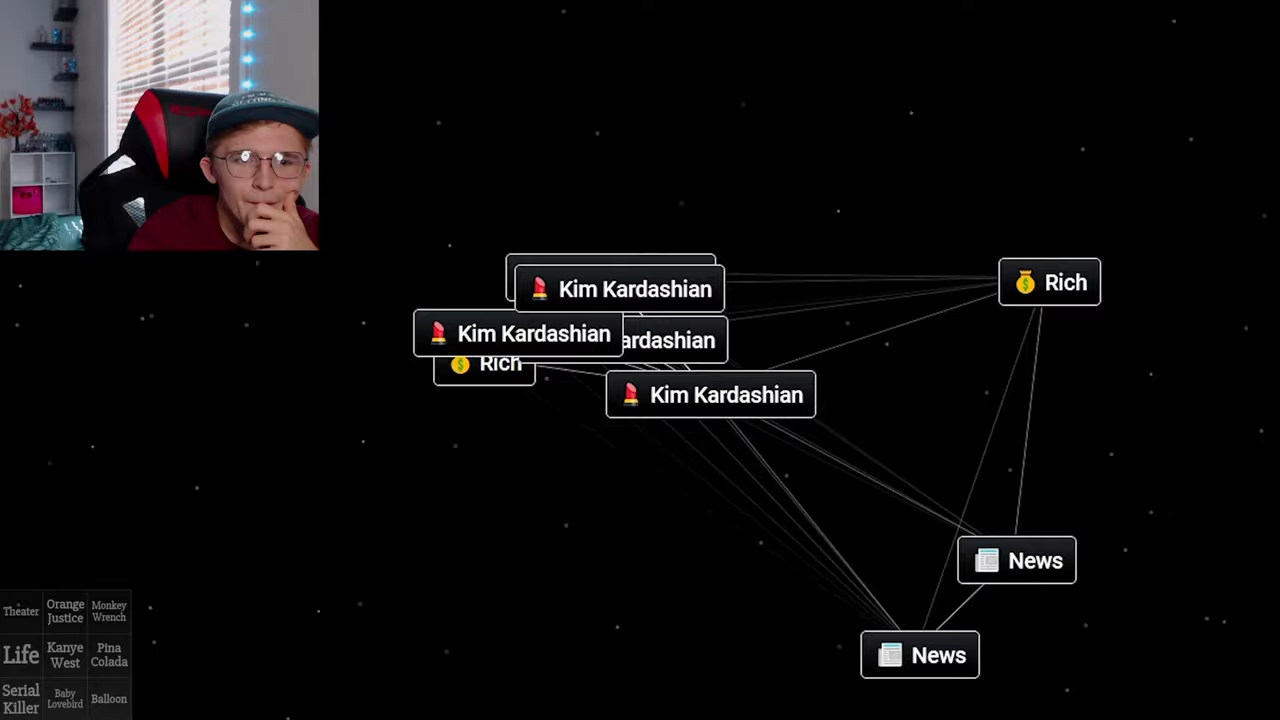 Kim Kardashian
Rich
Kim Kardashian
ardashian
Rich
Kim Kardashian
News
News
Theater
Orange
Justice
Monkey
Wrench
Life
Kanye
West
Pina
Colada
Serial
Killer
Baby
Lovebird
Balloon